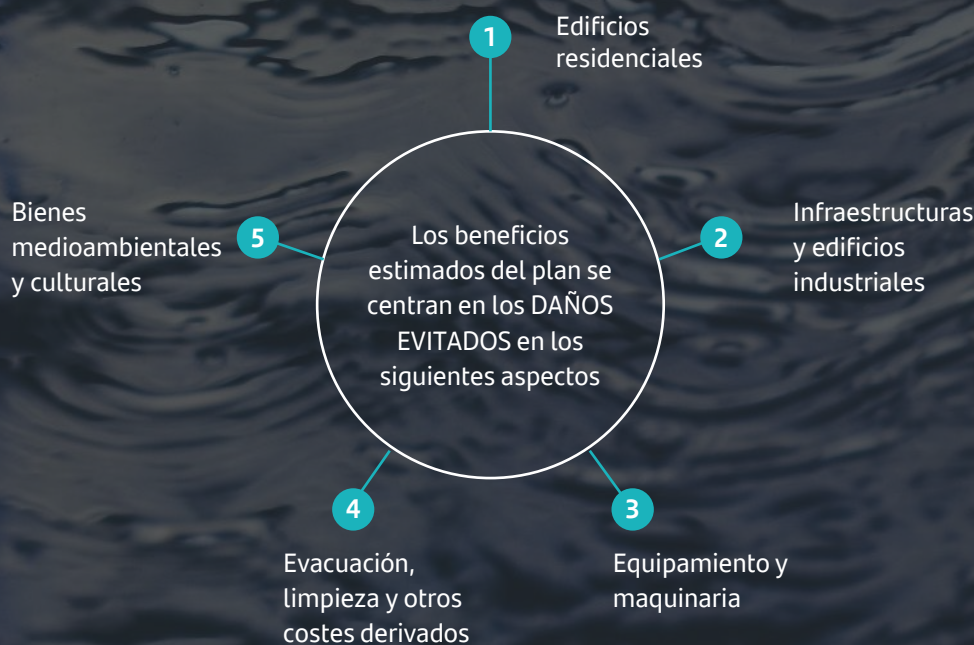 1
Edificios
residenciales
2
Infraestructuras
y edificios
industriales
3
Equipamiento y
maquinaria
4
Evacuación,
limpieza y otros
costes derivados
5
Bienes
medioambientales
y culturales
Los beneficios
estimados del plan se
centran en los DAÑOS
EVITADOS en los
siguientes aspectos